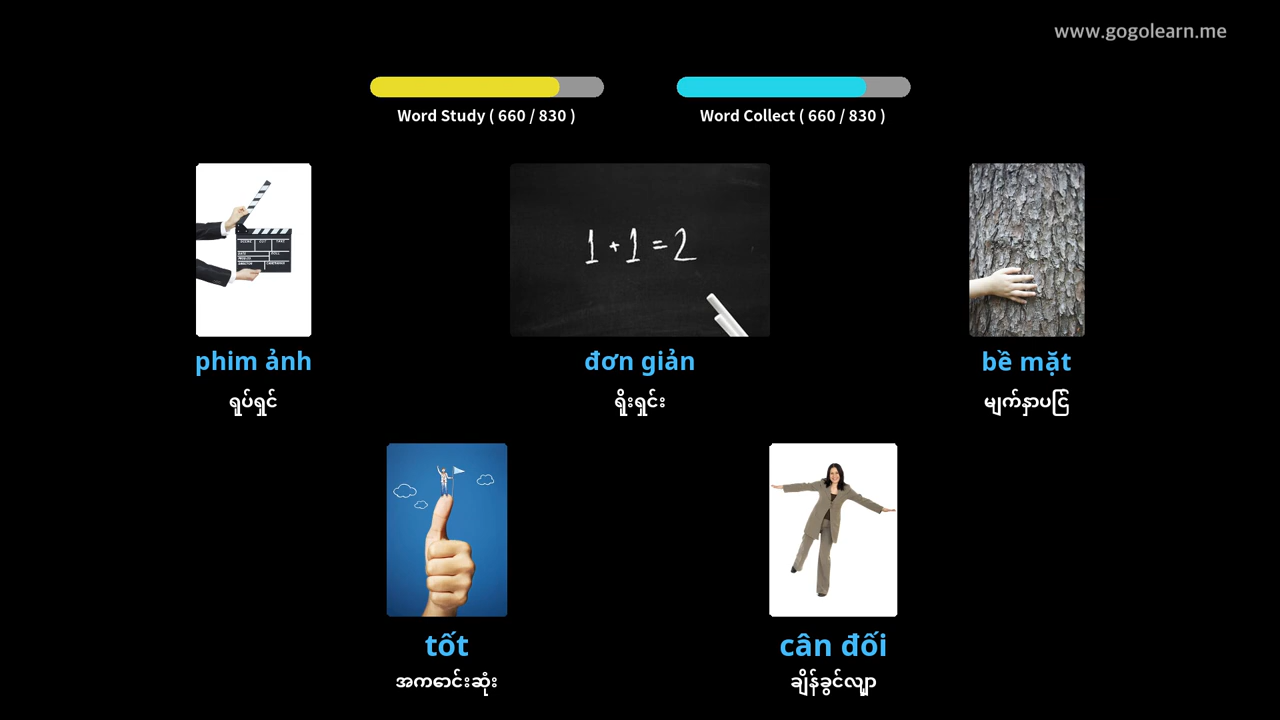 www.gogolearn.me
Word Study ( 660 / 830 )
Word Collect ( 660 / 830 )
1 + 1 = 2
phim ảnh
đơn giản
bề mặt
ရုပ်ရှင်
ရိုးရှင်း
မျက်နှာပြင်
tốt
cân đối
အကောင်းဆုံး
ချိန်ခွင်လျှာ